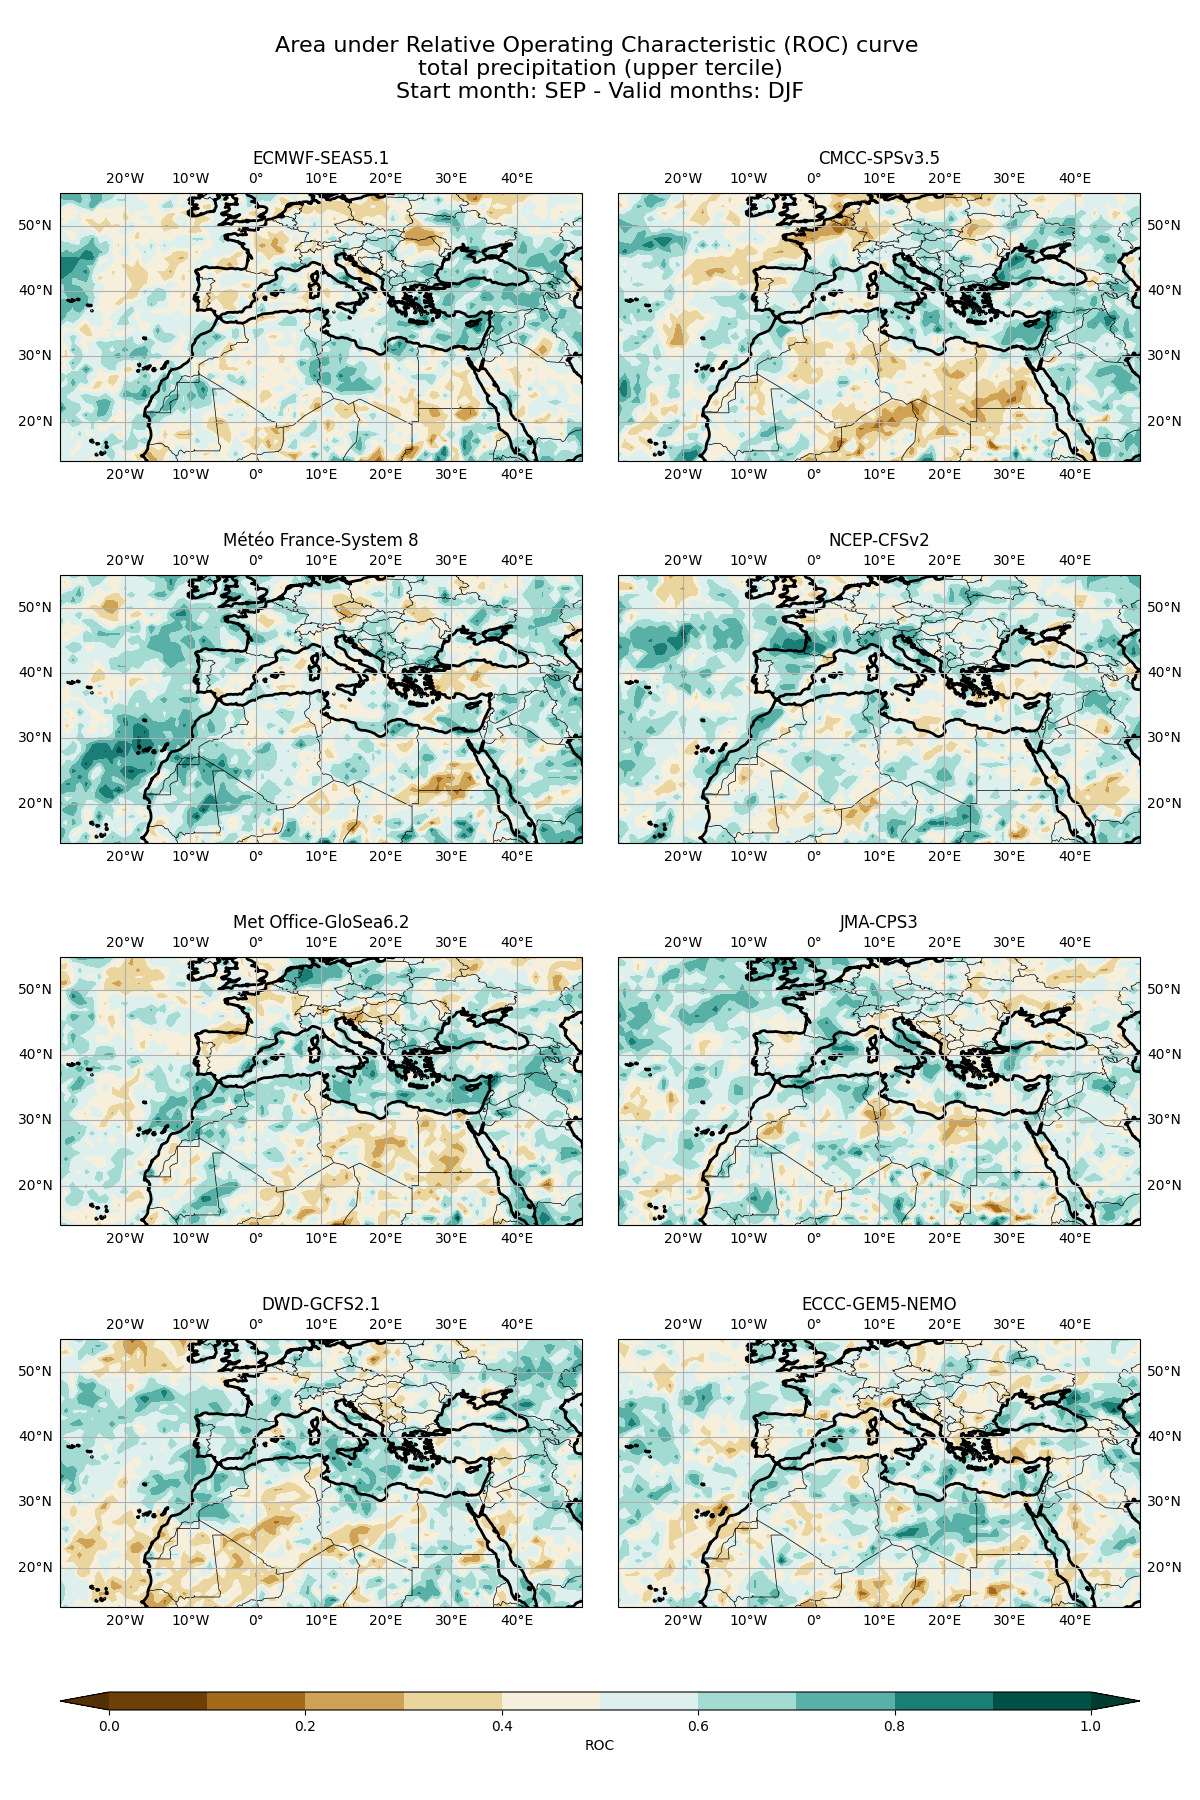 Area under Relative Operating Characteristic (ROC) curve
total precipitation (upper tercile)
Start month: SEP - Valid months: DJF
ECMWF-SEAS5.1
CMCC-SPSv3.5
20°W 10°W 0° 10°E 20°E 30°E 40°E
20°W 10°W 0° 10°E 20°E 30°E 40°E
50°N
50°N
40°N
40°N
30°N
30°N
20°N
20°N
20°W 10°W 0° 10°E 20°E 30°E 40°E
20°W 10°W 0° 10°E 20°E 30°E 40°E
Météo France-System 8
NCEP-CFSv2
20°W 10°W 0° 10°E 20°E 30°E 40°E
20°W 10°W 0° 10°E 20°E 30°E 40°E
50°N
50°N
40°N
40°N
30°N
30°N
20°N
20°N
20°W 10°W 0° 10°E 20°E 30°E 40°E
20°W 10°W 0° 10°E 20°E 30°E 40°E
Met Office-GloSea6.2
JMA-CPS3
20°W 10°W 0° 10°E 20°E 30°E 40°E
20°W 10°W 0° 10°E 20°E 30°E 40°E
50°N
50°N
40°N
40°N
30°N
30°N
20°N
20°N
20°W 10°W 0° 10°E 20°E 30°E 40°E
20°W 10°W 0° 10°E 20°E 30°E 40°E
DWD-GCFS2.1
ECCC-GEM5-NEMO
20°W 10°W 0° 10°E 20°E 30°E 40°E
20°W 10°W 0° 10°E 20°E 30°E 40°E
50°N
50°N
40°N
40°N
30°N
30°N
20°N
20°N
20°W 10°W 0° 10°E 20°E 30°E 40°E
20°W 10°W 0° 10°E 20°E 30°E 40°E
0.0 0.2 0.4 0.6 0.8 1.0
ROC